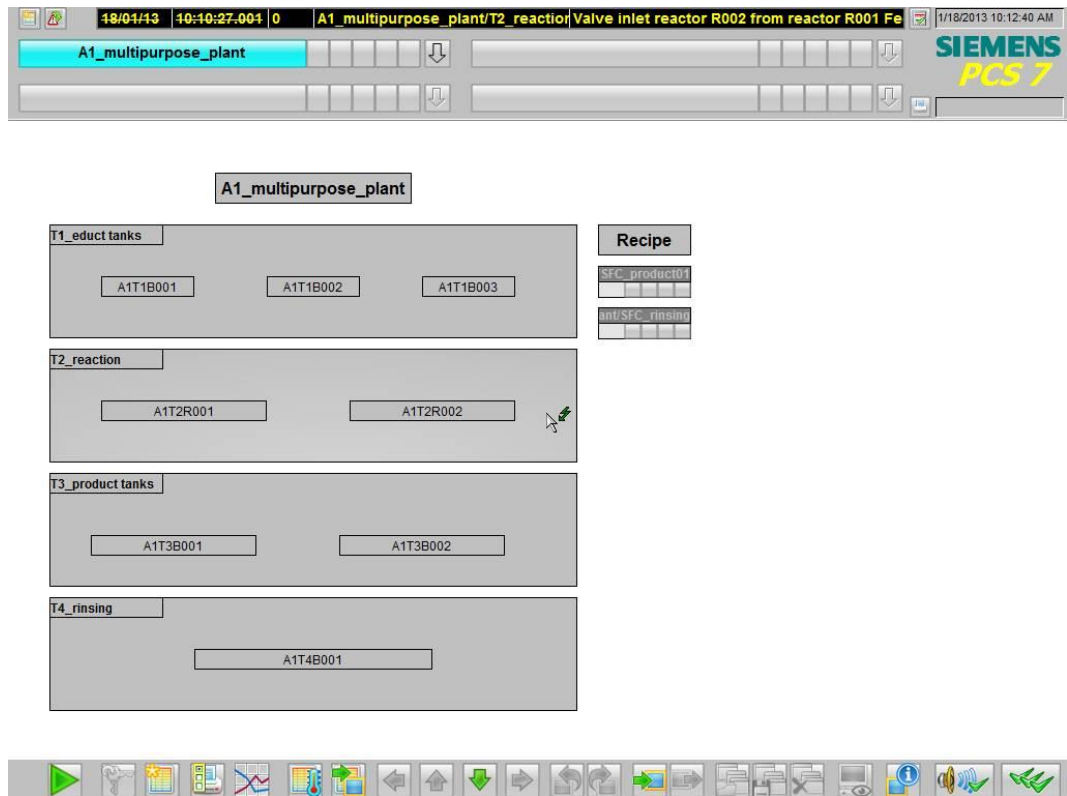 18/01/13 10:10:27.001 0 A1_multipurpose_plant/T2_reaction Valve inlet reactor R002 from reactor R001 Fe 1/18/2013 10:12:40 AM
A1_multipurpose_plant
SIEMENS
PCS 7
A1_multipurpose_plant
T1_educt tanks
Recipe
A1T1B001 A1T1B002 A1T1B003
SFC_product01
ant/SFC_rinsing
T2_reaction
A1T2R001 A1T2R002
T3_product tanks
A1T3B001 A1T3B002
T4_rinsing
A1T4B001